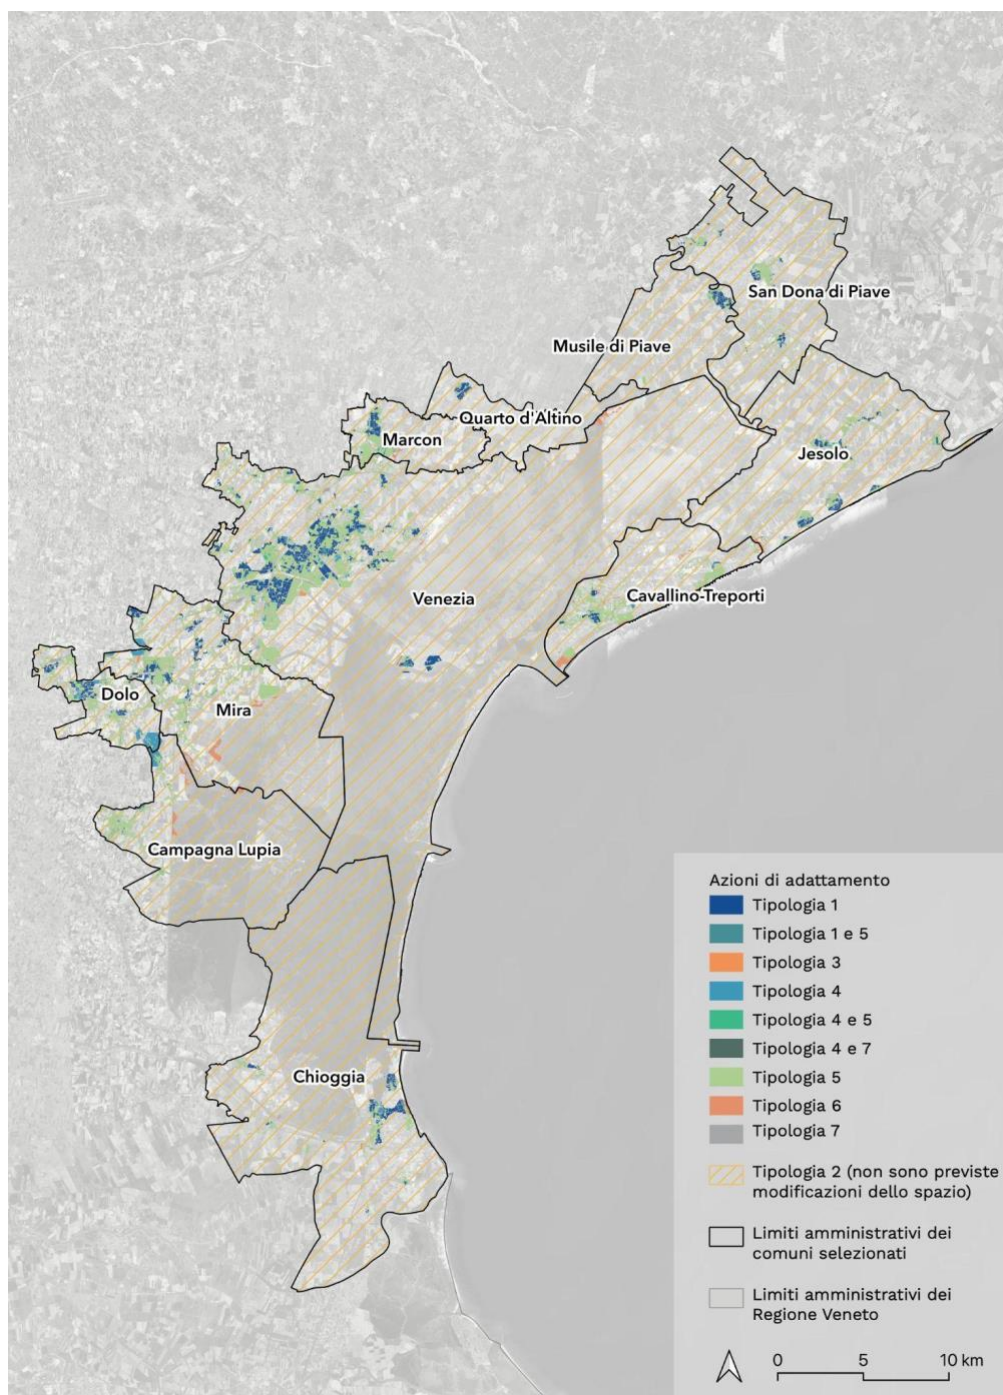 San Dona di Piave
Musile di Piave
Quarto d'Altino
Marcon
Jesolo
Venezia
Cavallino-Treporti
Dolo
Mira
Campagna Lupia
Chioggia
Azioni di adattamento
Tipologia 1
Tipologia 1 e 5
Tipologia 3
Tipologia 4
Tipologia 4 e 5
Tipologia 4 e 7
Tipologia 5
Tipologia 6
Tipologia 7
Tipologia 2 (non sono previste
modificazioni dello spazio)
Limiti amministrativi dei
comuni selezionati
Limiti amministrativi dei
Regione Veneto
0 5 10 km